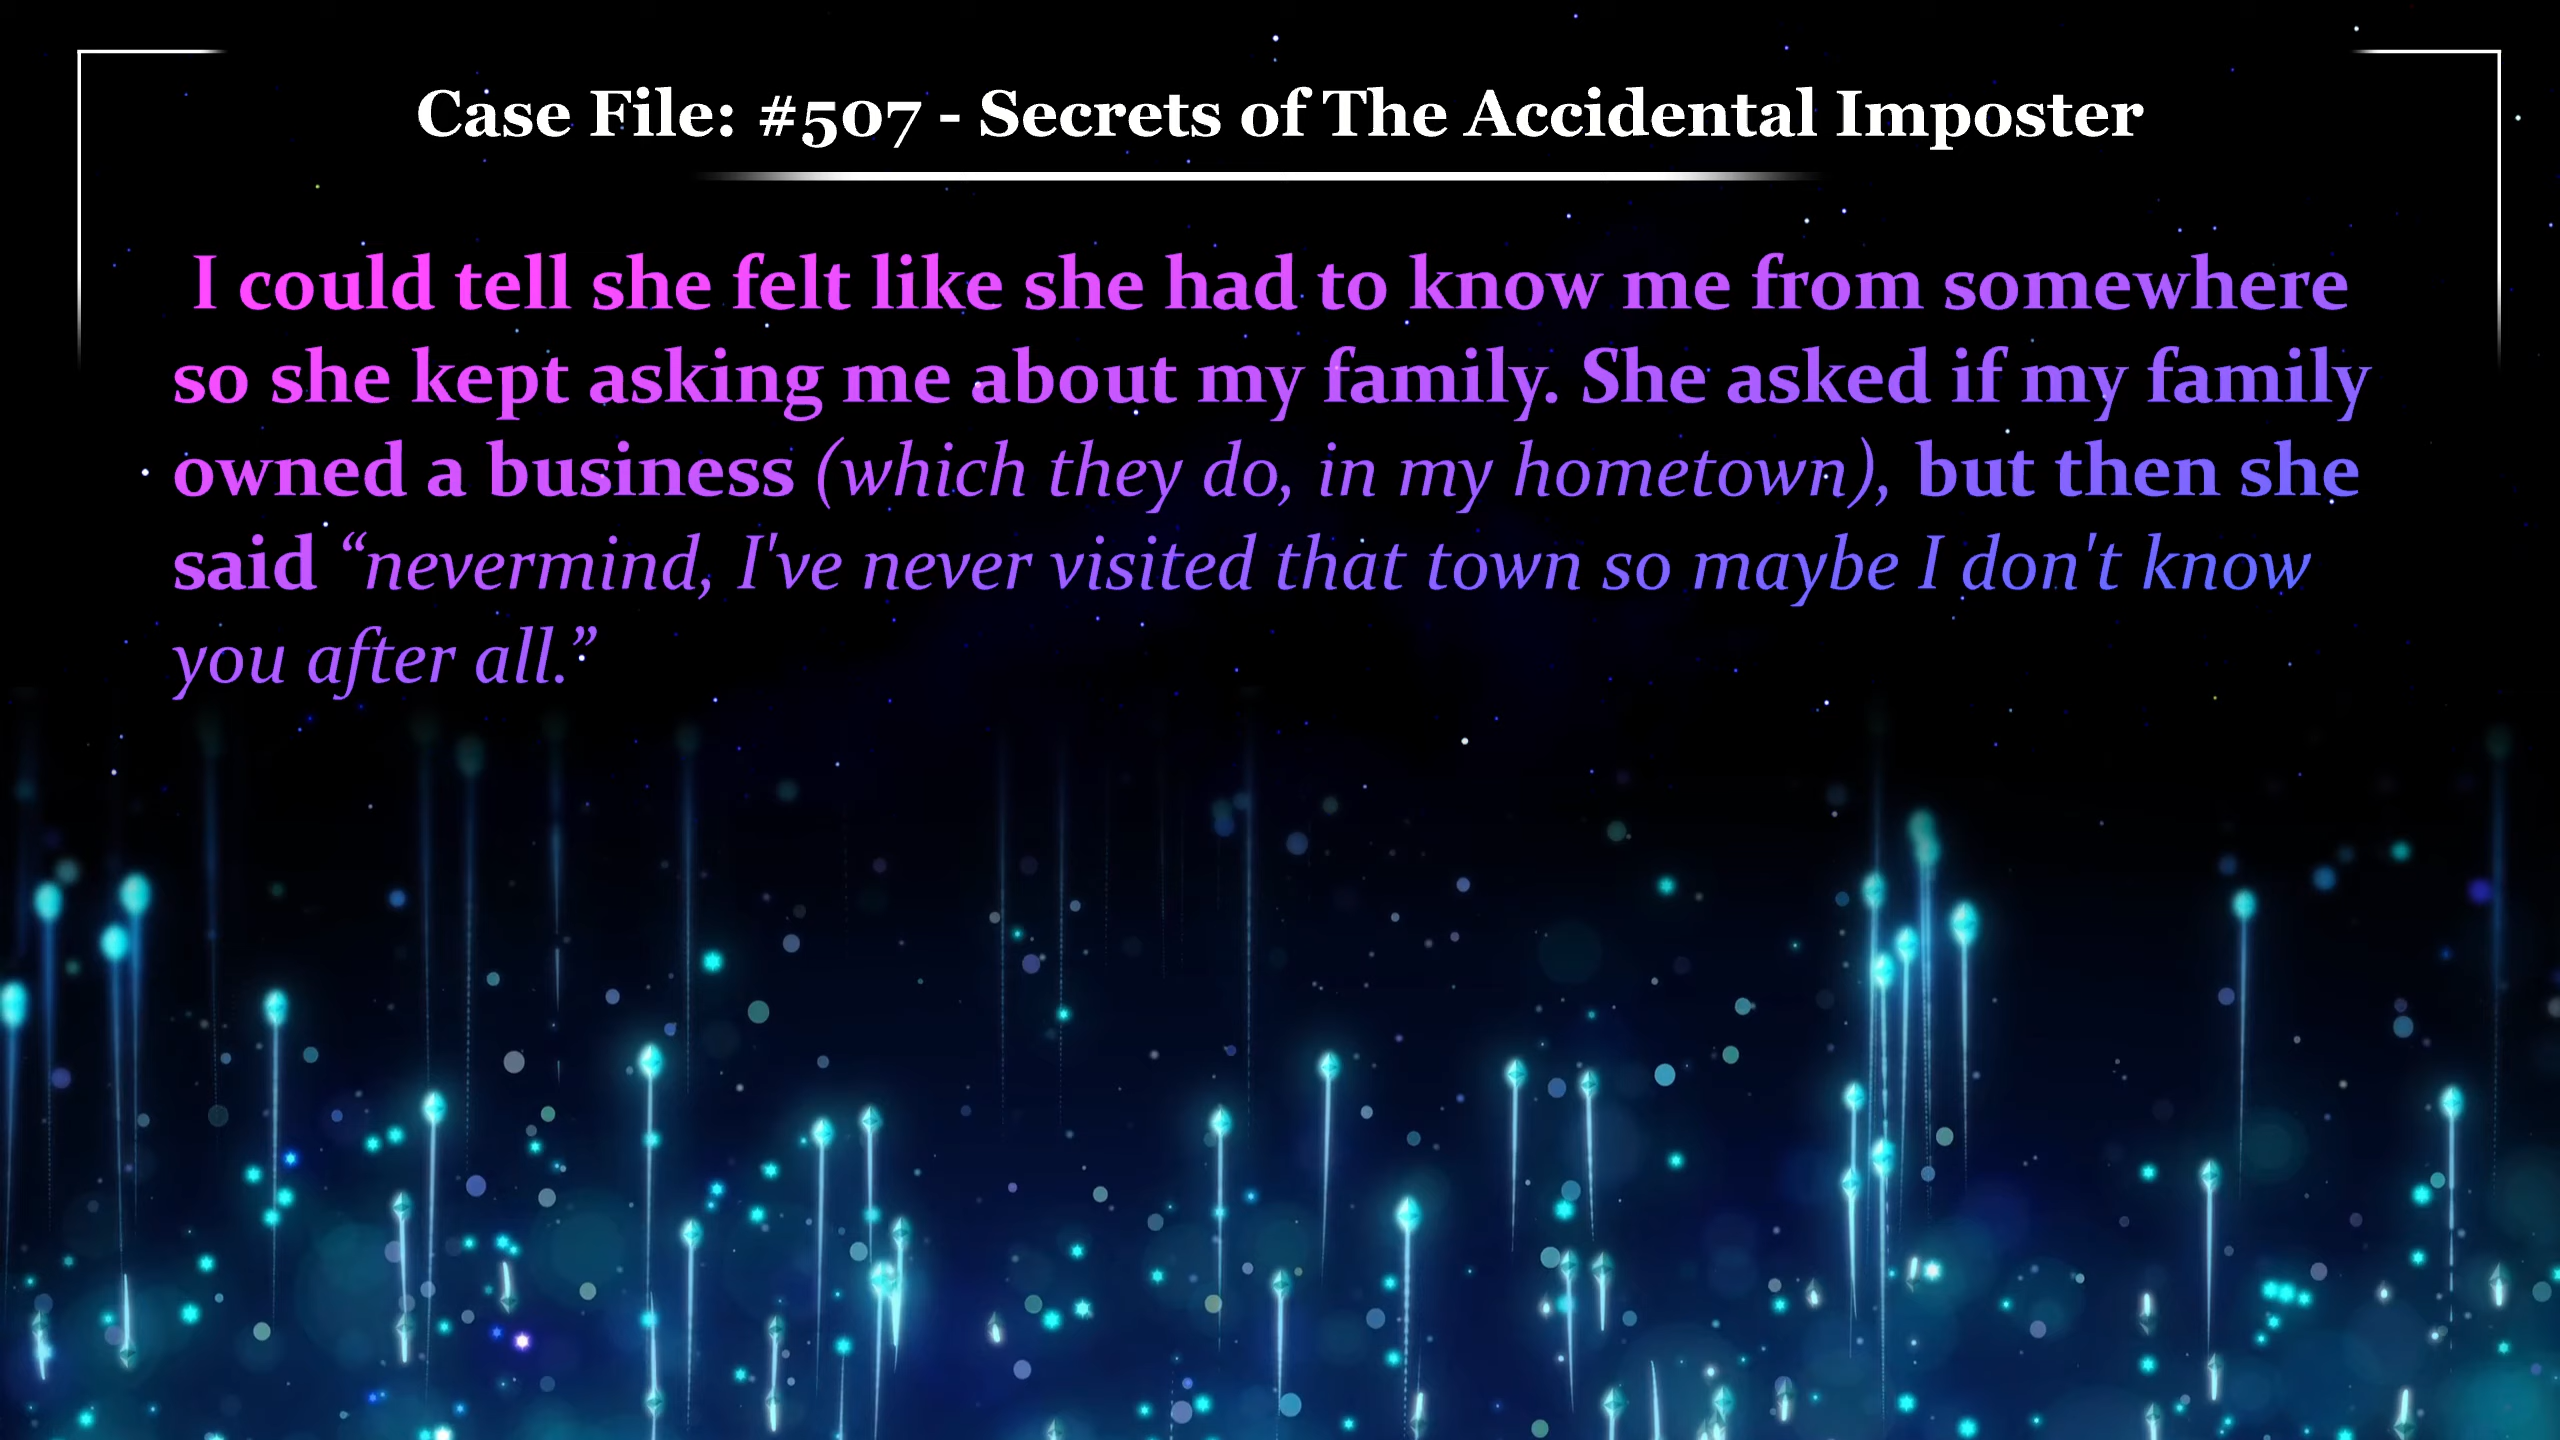 Case File: #507 - Secrets of The Accidental Imposter
I could tell she felt like she had to know me from somewhere
so she kept asking me about my family. She asked if my family
owned a business (which they do, in my hometown), but then she
said “nevermind, I've never visited that town so maybe I don't know
you after all.”